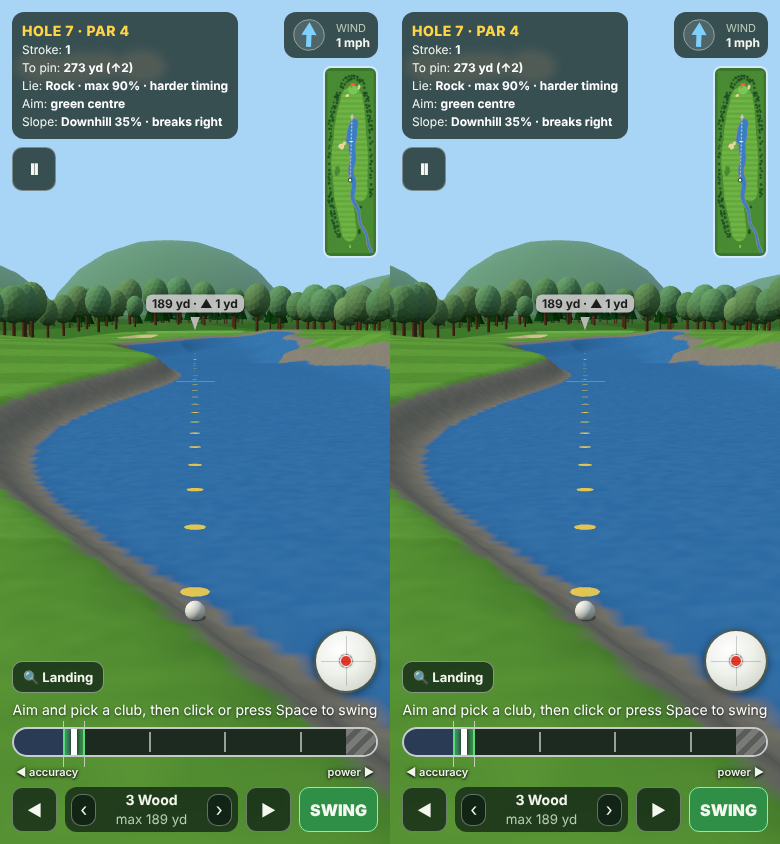 HOLE 7 · PAR 4
Stroke: 1
To pin: 273 yd (↑2)
Lie: Rock · max 90% · harder timing
Aim: green centre
Slope: Downhill 35% · breaks right
WIND
1 mph
189 yd · ▲ 1 yd
🔍 Landing
Aim and pick a club, then click or press Space to swing
◀ accuracy
power ▶
◀
‹
3 Wood
max 189 yd
›
▶
SWING
HOLE 7 · PAR 4
Stroke: 1
To pin: 273 yd (↑2)
Lie: Rock · max 90% · harder timing
Aim: green centre
Slope: Downhill 35% · breaks right
WIND
1 mph
189 yd · ▲ 1 yd
🔍 Landing
Aim and pick a club, then click or press Space to swing
◀ accuracy
power ▶
◀
‹
3 Wood
max 189 yd
›
▶
SWING